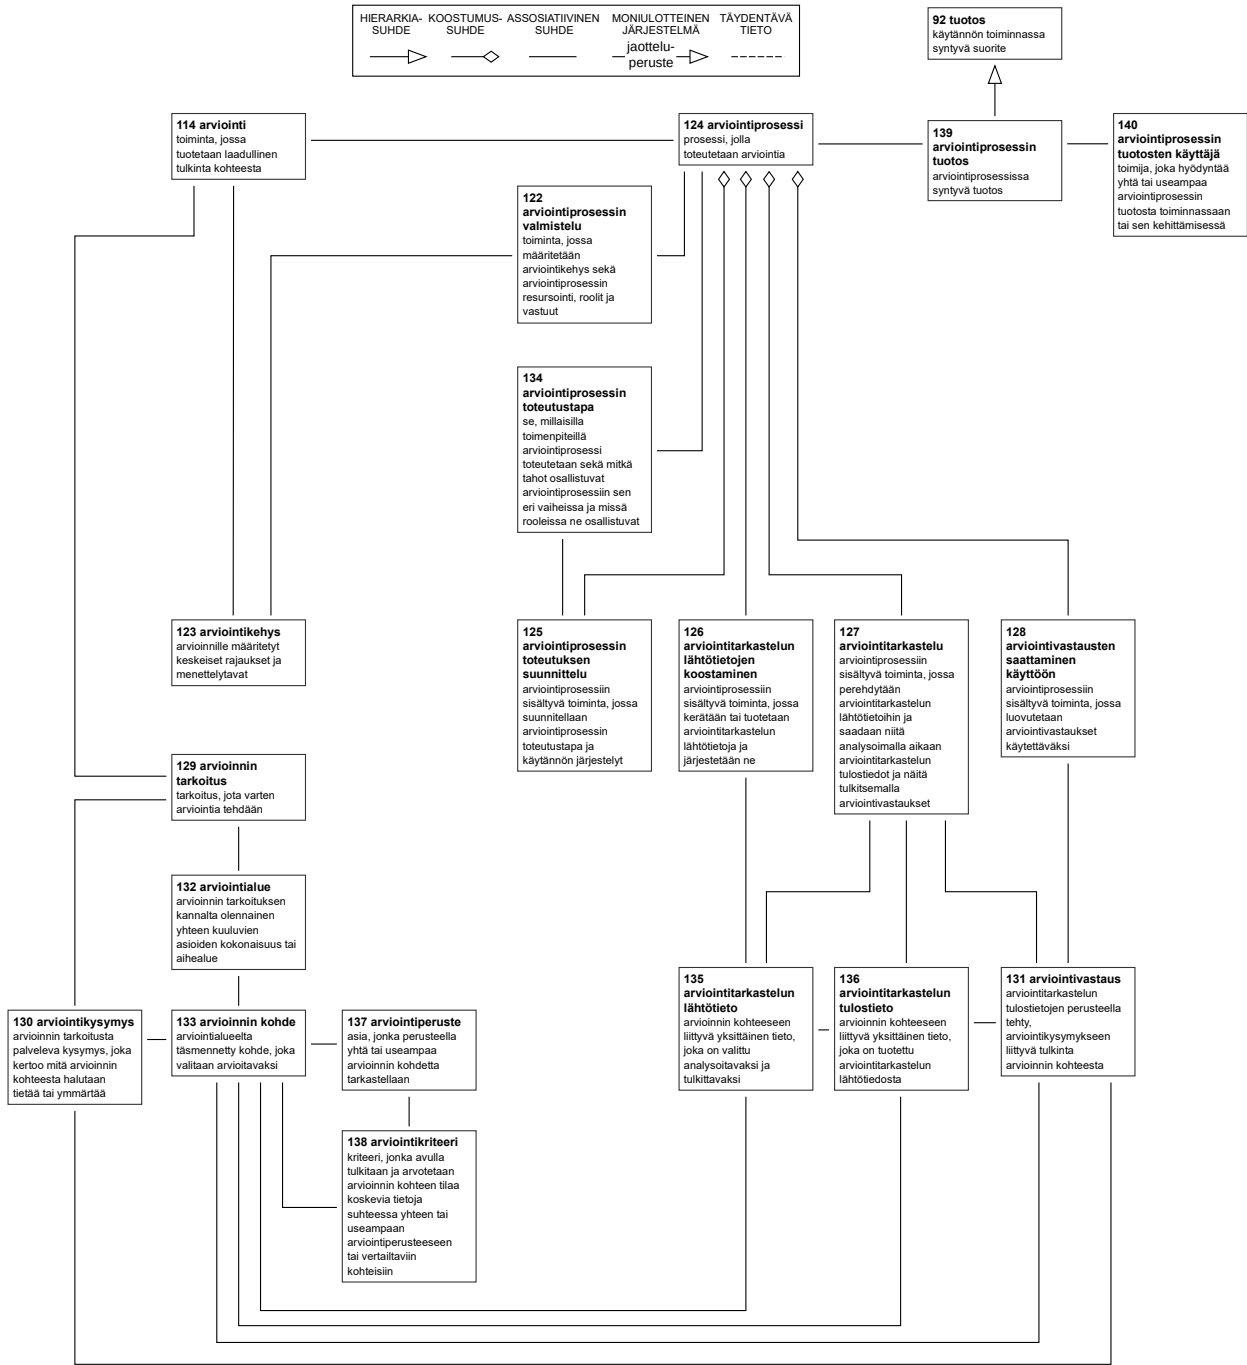 HIERARKIA-
SUHDE
KOOSTUMUS-
SUHDE
ASSOSIATIIVINEN
SUHDE
MONIULOTTEINEN
JÄRJESTELMÄ
TÄYDENTÄVÄ
TIETO
jaottelu-
peruste
92 tuotos
käytännön toiminnassa
syntyvä suorite
114 arviointi
toiminta, jossa
tuotetaan laadullinen
tulkinta kohteesta
124 arviointiprosessi
prosessi, jolla
toteutetaan arviointia
139
arviointiprosessin
tuotos
arviointiprosessissa
syntyvä tuotos
140
arviointiprosessin
tuotosten käyttäjä
toimija, joka hyödyntää
yhtä tai useampaa
arviointiprosessin
tuotosta toiminnassaan
tai sen kehittämisessä
122
arviointiprosessin
valmistelu
toiminta, jossa
määritetään
arviointikehys sekä
arviointiprosessin
resursointi, roolit ja
vastuut
134
arviointiprosessin
toteutustapa
se, millaisilla
toimenpiteillä
arviointiprosessi
toteutetaan sekä mitkä
tahot osallistuvat
arviointiprosessiin sen
eri vaiheissa ja missä
rooleissa ne osallistuvat
123 arviointikehys
arvioinnille määritetyt
keskeiset rajaukset ja
menettelytavat
125
arviointiprosessin
toteutuksen
suunnittelu
arviointiprosessiin
sisältyvä toiminta, jossa
suunnitellaan
arviointiprosessin
toteutustapa ja
käytännön järjestelyt
126
arviointitarkastelun
lähtötietojen
koostaminen
arviointiprosessiin
sisältyvä toiminta, jossa
kerätään tai tuotetaan
arviointitarkastelun
lähtötietoja ja
järjestetään ne
127
arviointitarkastelu
arviointiprosessiin
sisältyvä toiminta, jossa
perehdytään
arviointitarkastelun
lähtötietoihin ja
saadaan niitä
analysoimalla aikaan
arviointitarkastelun
tulostiedot ja näitä
tulkitsemalla
arviointivastaukset
128
arviointivastausten
saattaminen
käyttöön
arviointiprosessiin
sisältyvä toiminta, jossa
luovutetaan
arviointivastaukset
käytettäväksi
129 arvioinnin
tarkoitus
tarkoitus, jota varten
arviointia tehdään
132 arviointialue
arvioinnin tarkoituksen
kannalta olennainen
yhteen kuuluvien
asioiden kokonaisuus tai
aihealue
130 arviointikysymys
arvioinnin tarkoitusta
palveleva kysymys, joka
kertoo mitä arvioinnin
kohteesta halutaan
tietää tai ymmärtää
133 arvioinnin kohde
arviointialueelta
täsmennetty kohde, joka
valitaan arvioitavaksi
137 arviointiperuste
asia, jonka perusteella
yhtä tai useampaa
arvioinnin kohdetta
tarkastellaan
135
arviointitarkastelun
lähtötieto
arvioinnin kohteeseen
liittyvä yksittäinen tieto,
joka on valittu
analysoitavaksi ja
tulkittavaksi
136
arviointitarkastelun
tulostieto
arvioinnin kohteeseen
liittyvä yksittäinen tieto,
joka on tuotettu
arviointitarkastelun
lähtötiedosta
131 arviointivastaus
arviointitarkastelun
tulostietojen perusteella
tehty,
arviointikysymykseen
liittyvä tulkinta
arvioinnin kohteesta
138 arviointikriteeri
kriteeri, jonka avulla
tulkitaan ja arvotetaan
arvioinnin kohteen tilaa
koskevia tietoja
suhteessa yhteen tai
useampaan
arviointiperusteeseen
tai vertailtaviin
kohteisiin